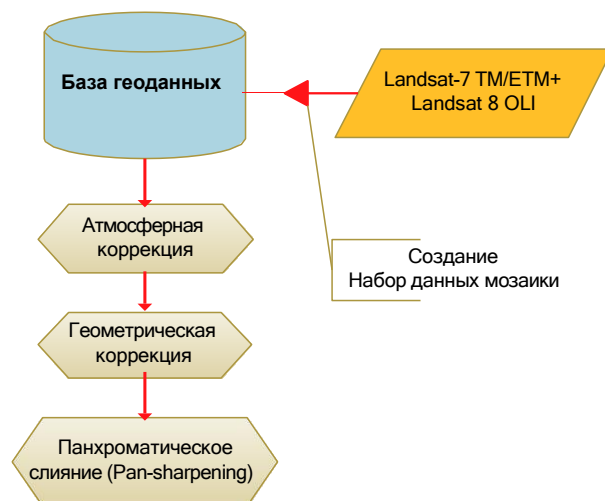 База геоданных
Landsat-7 TM/ETM+
Landsat 8 OLI
Атмосферная
коррекция
Создание
Набор данных мозаики
Геометрическая
коррекция
Панхроматическое
слияние (Pan-sharpening)